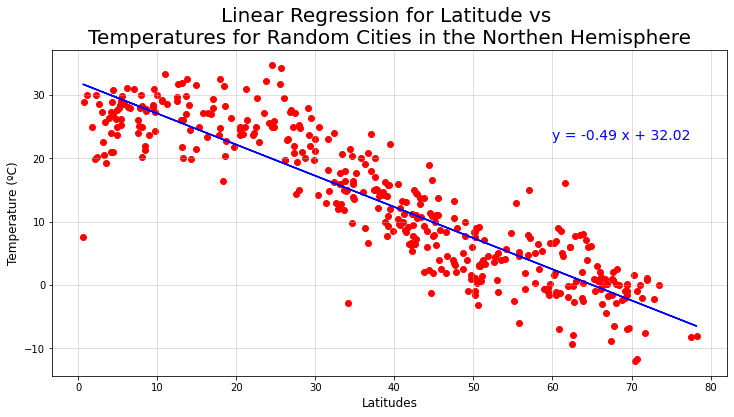 Linear Regression for Latitude vs
Temperatures for Random Cities in the Northen Hemisphere
y = -0.49 x + 32.02
Temperature (ºC)
30
20
10
0
−10
0 10 20 30 40 50 60 70 80
Latitudes